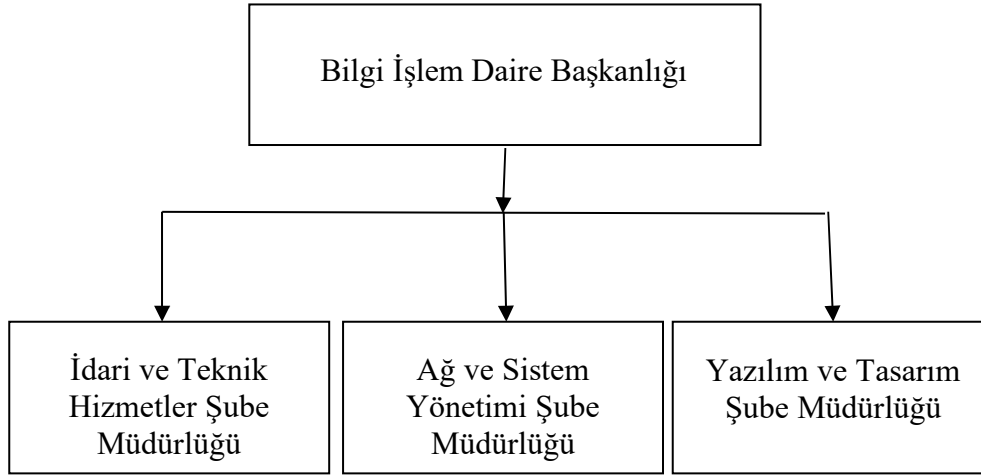 Bilgi İşlem Daire Başkanlığı
İdari ve Teknik
Hizmetler Şube
Müdürlüğü
Ağ ve Sistem
Yönetimi Şube
Müdürlüğü
Yazılım ve Tasarım
Şube Müdürlüğü